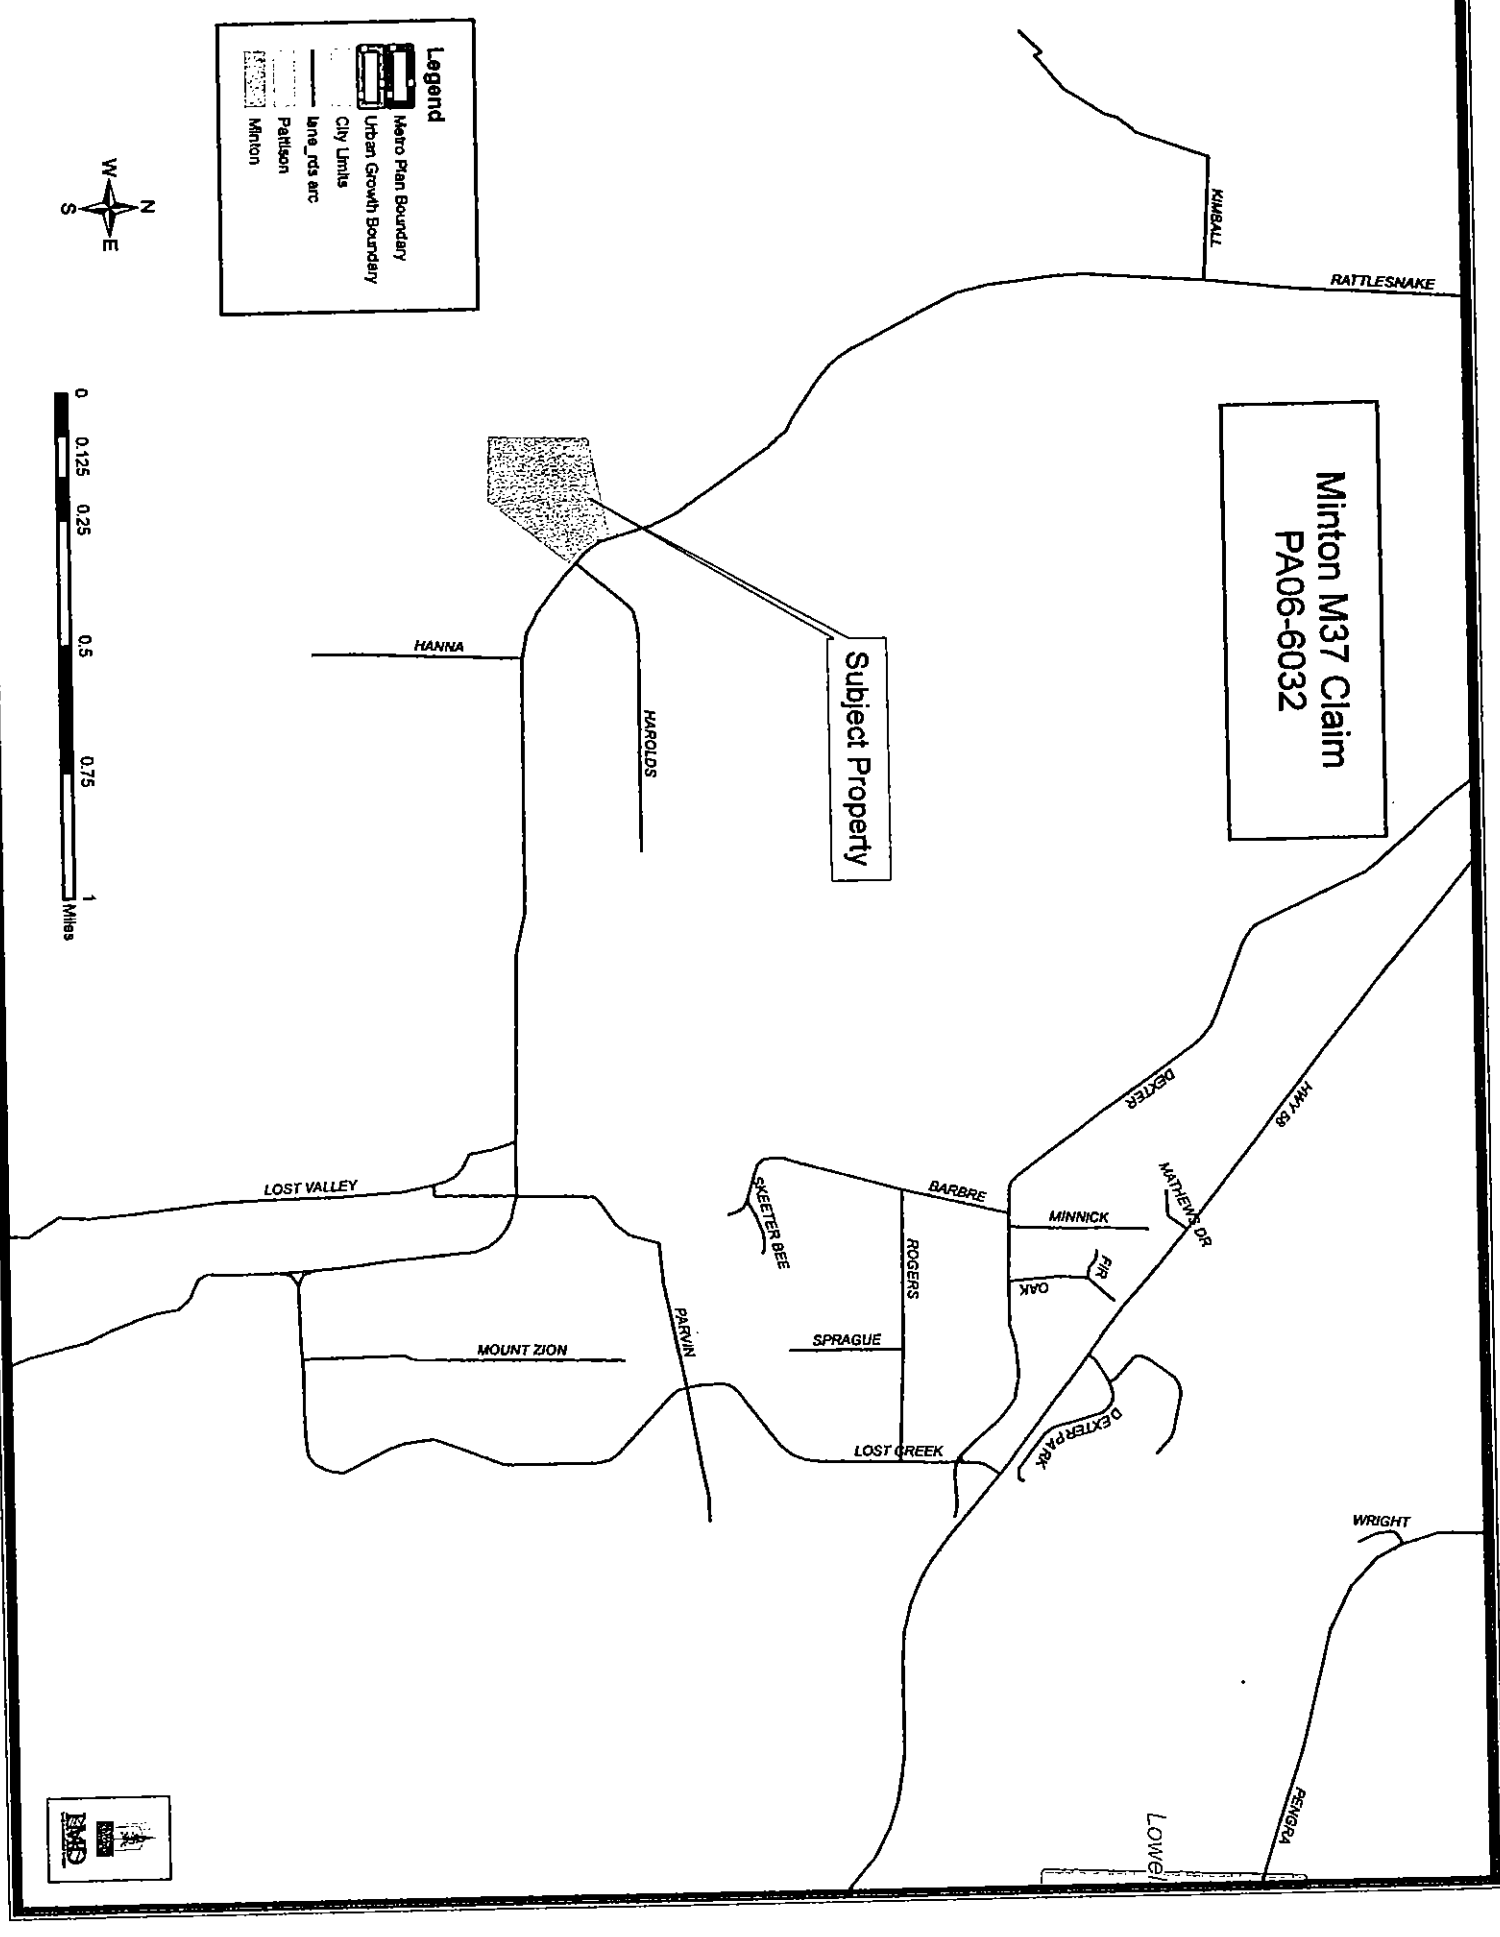 Minton M37 Claim
PA06-6032
RATTLESNAKE
KIMBALL
Subject Property
HAROLDS
HANNA
DEXTER
HWY 58
MATHEWS DR
MINNICK
FIR
OAK
BARBRE
ROGERS
SKEETER BEE
SPRAGUE
DEXTER PARK
LOST CREEK
PARVIN
MOUNT ZION
LOST VALLEY
WRIGHT
PENGRA
Lowel
Legend
Metro Plan Boundary
Urban Growth Boundary
City Limits
lane_rds arc
Pattison
Minton
N
W
E
S
0 0.125 0.25 0.5 0.75 1
Miles